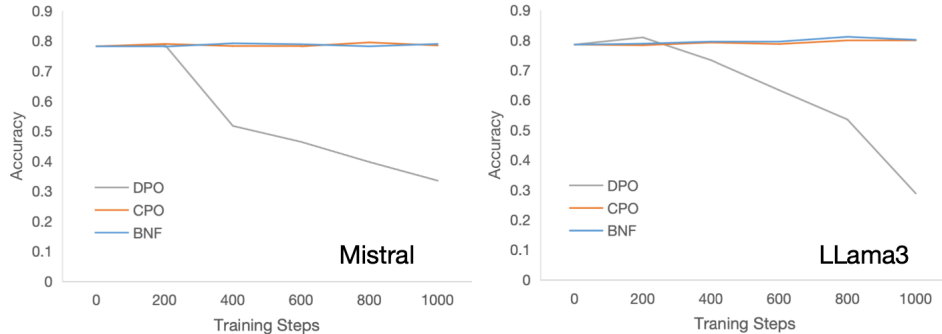 0.9
0.8
0.7
0.6
0.5
0.4
0.3
0.2
0.1
0
Accuracy
DPO
CPO
BNF
Mistral
0 200 400 600 800 1000
Training Steps
0.9
0.8
0.7
0.6
0.5
0.4
0.3
0.2
0.1
0
Accuracy
DPO
CPO
BNF
LLama3
0 200 400 600 800 1000
Traning Steps